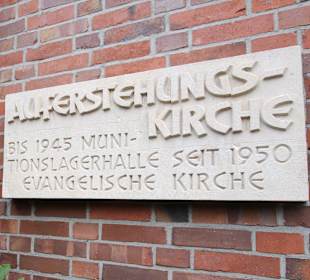 AUFERSTEHUNGS-
KIRCHE
BIS 1945 MUNI-
TIONSLAGERHALLE SEIT 1950
EVANGELISCHE KIRCHE